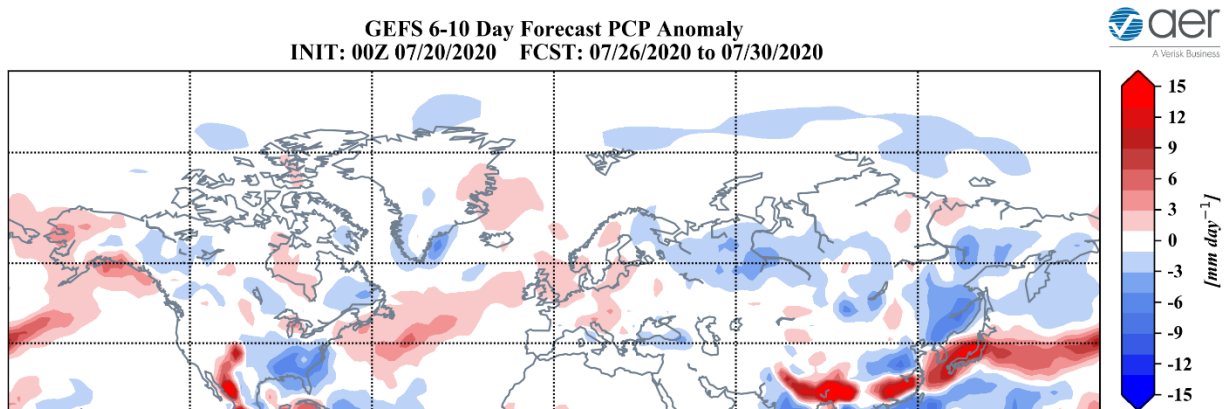 GEFS 6-10 Day Forecast PCP Anomaly
INIT: 00Z 07/20/2020 FCST: 07/26/2020 to 07/30/2020
aer
A Verisk Business
15
12
9
6
3
0
-3
-6
-9
-12
-15
[mm day⁻¹]